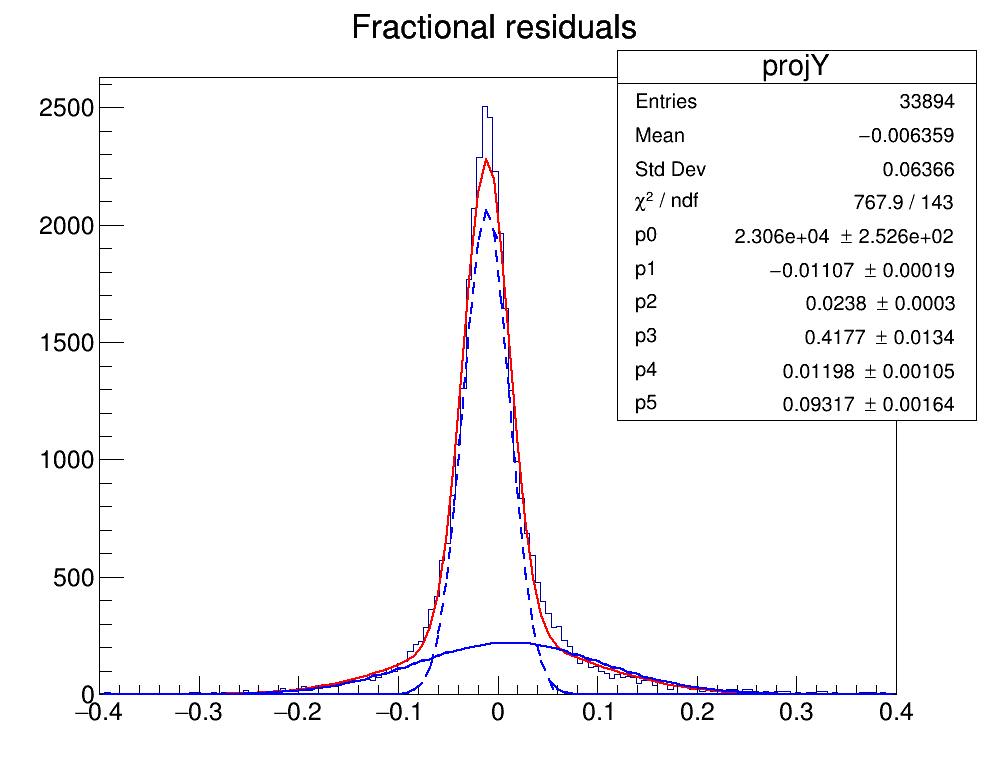 Fractional residuals
projY
Entries 33894
Mean −0.006359
Std Dev 0.06366
χ² / ndf 767.9 / 143
p0 2.306e+04 ± 2.526e+02
p1 −0.01107 ± 0.00019
p2 0.0238 ± 0.0003
p3 0.4177 ± 0.0134
p4 0.01198 ± 0.00105
p5 0.09317 ± 0.00164
2500
2000
1500
1000
500
0
−0.4 −0.3 −0.2 −0.1 0 0.1 0.2 0.3 0.4